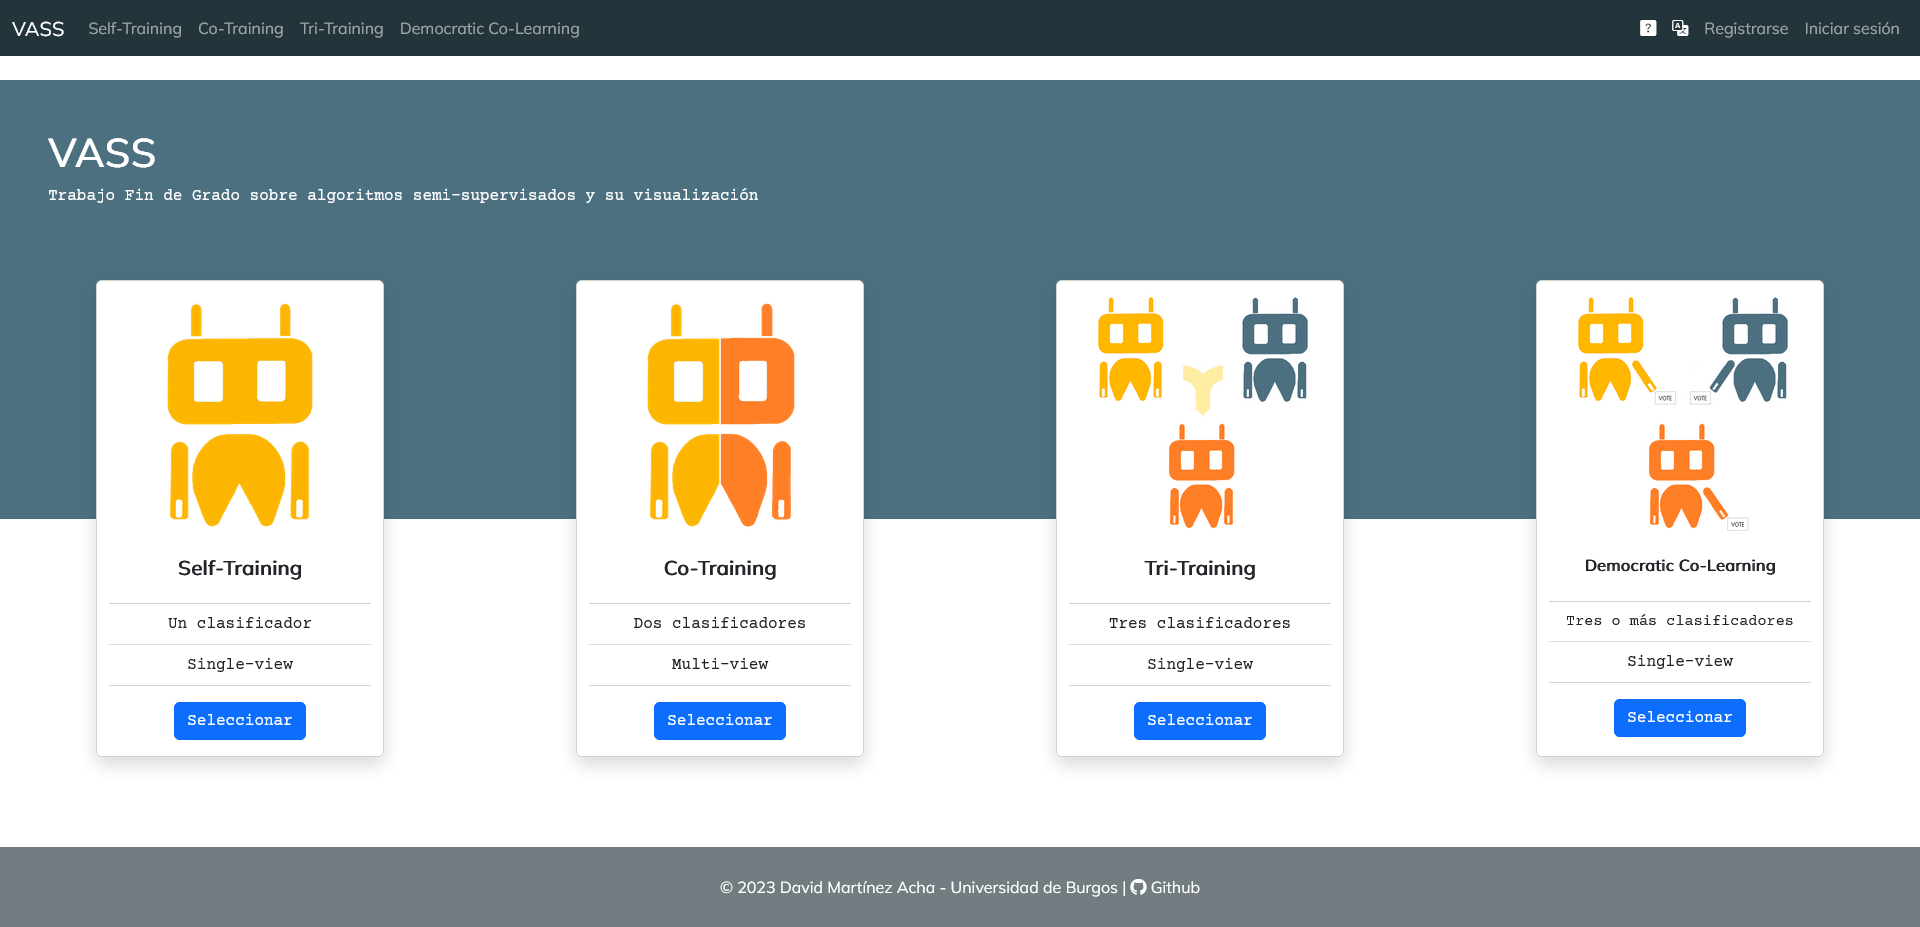 VASS Self-Training Co-Training Tri-Training Democratic Co-Learning ? A Registrarse Iniciar sesión
VASS
Trabajo Fin de Grado sobre algoritmos semi-supervisados y su visualización
VOTE VOTE
VOTE
Self-Training
Un clasificador
Single-view
Seleccionar
Co-Training
Dos clasificadores
Multi-view
Seleccionar
Tri-Training
Tres clasificadores
Single-view
Seleccionar
Democratic Co-Learning
Tres o más clasificadores
Single-view
Seleccionar
© 2023 David Martínez Acha - Universidad de Burgos | Github